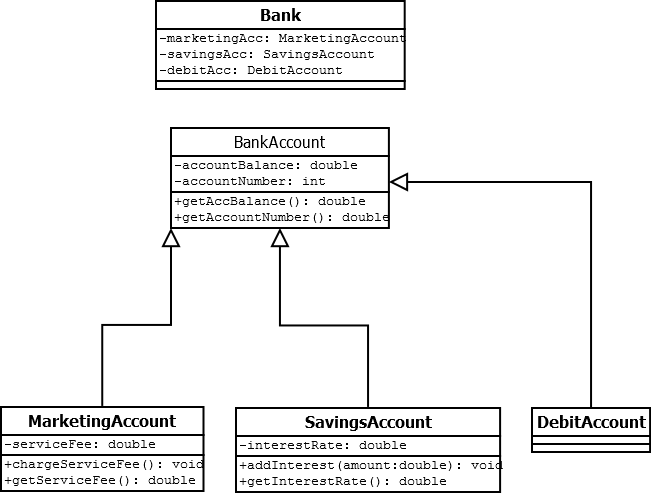 Bank
-marketingAcc: MarketingAccount
-savingsAcc: SavingsAccount
-debitAcc: DebitAccount
BankAccount
-accountBalance: double
-accountNumber: int
+getAccBalance(): double
+getAccountNumber(): double
MarketingAccount
-serviceFee: double
+chargeServiceFee(): void
+getServiceFee(): double
SavingsAccount
-interestRate: double
+addInterest(amount:double): void
+getInterestRate(): double
DebitAccount